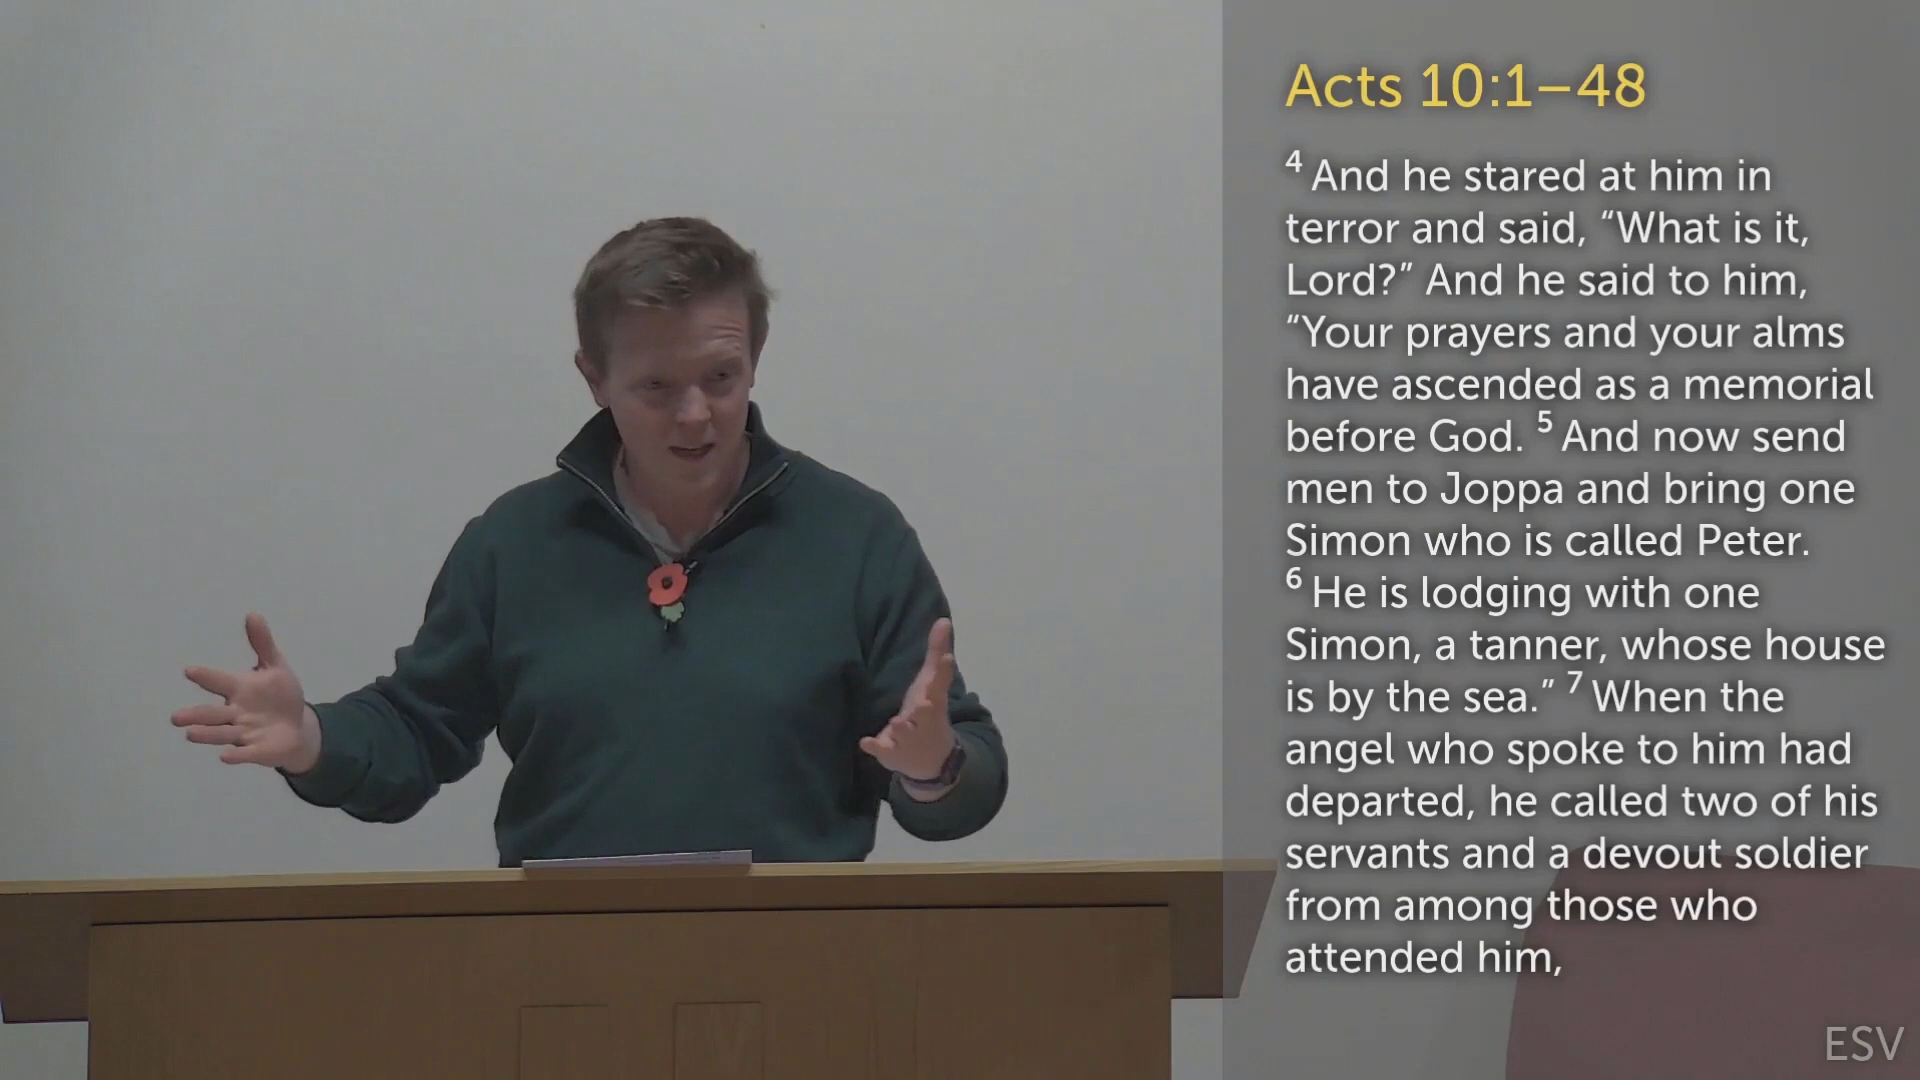 Acts 10:1–48
4 And he stared at him in
terror and said, “What is it,
Lord?” And he said to him,
“Your prayers and your alms
have ascended as a memorial
before God. 5 And now send
men to Joppa and bring one
Simon who is called Peter.
6 He is lodging with one
Simon, a tanner, whose house
is by the sea.” 7 When the
angel who spoke to him had
departed, he called two of his
servants and a devout soldier
from among those who
attended him,
ESV